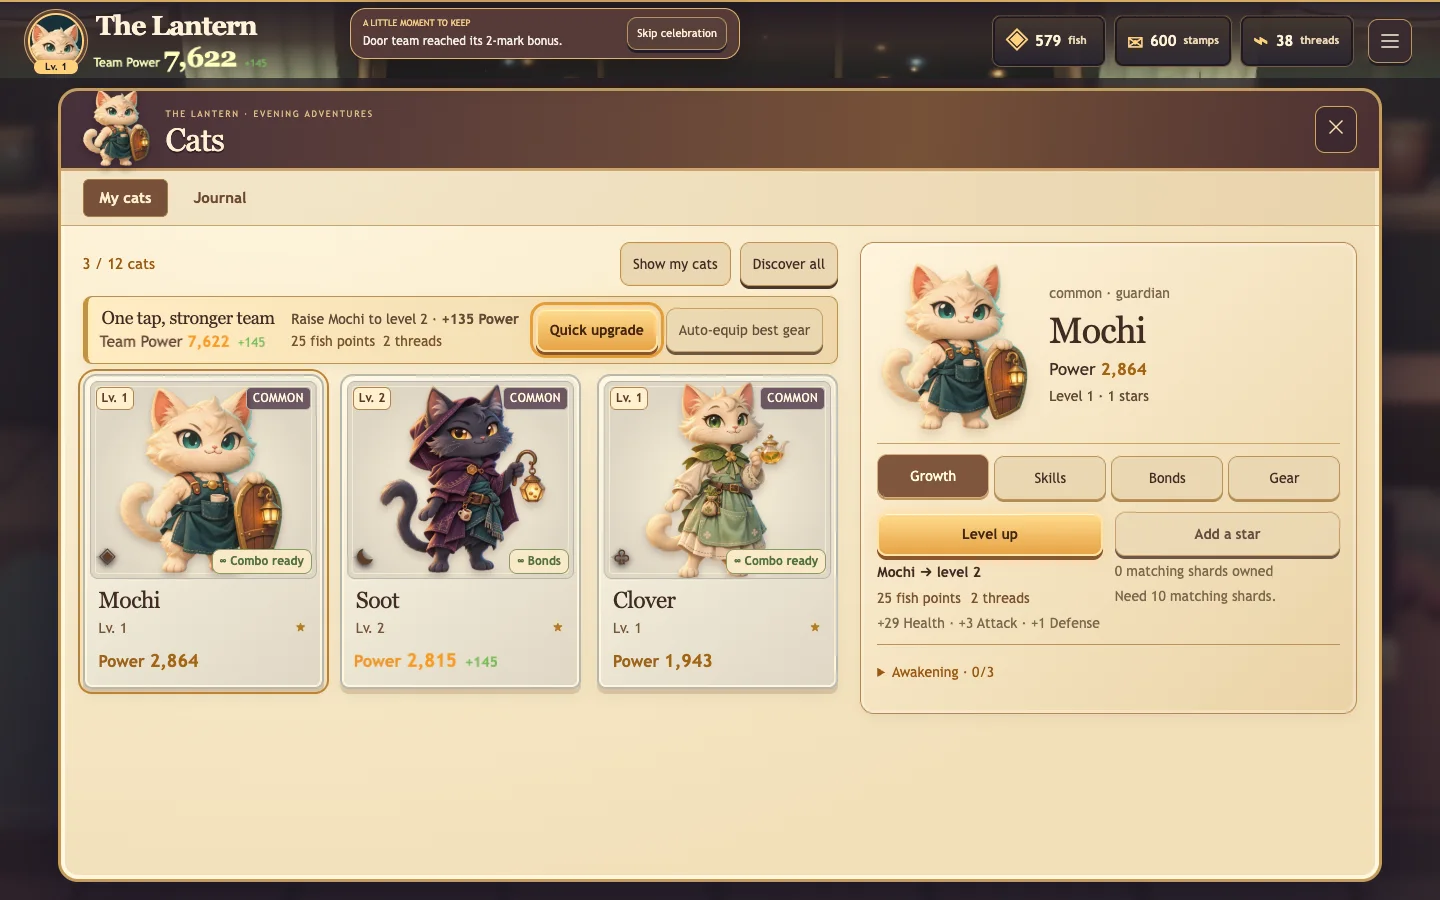 The Lantern
Lv. 1
Team Power 7,622 +145
A LITTLE MOMENT TO KEEP
Door team reached its 2-mark bonus.
Skip celebration
579 fish
600 stamps
38 threads
THE LANTERN · EVENING ADVENTURES
Cats
My cats
Journal
3 / 12 cats
Show my cats
Discover all
One tap, stronger team
Team Power 7,622 +145
Raise Mochi to level 2 · +135 Power
25 fish points 2 threads
Quick upgrade
Auto-equip best gear
Lv. 1
COMMON
∞ Combo ready
Mochi
Lv. 1
Power 2,864
Lv. 2
COMMON
∞ Bonds
Soot
Lv. 2
Power 2,815 +145
Lv. 1
COMMON
∞ Combo ready
Clover
Lv. 1
Power 1,943
common · guardian
Mochi
Power 2,864
Level 1 · 1 stars
Growth
Skills
Bonds
Gear
Level up
Add a star
Mochi → level 2
25 fish points 2 threads
+29 Health · +3 Attack · +1 Defense
0 matching shards owned
Need 10 matching shards.
Awakening · 0/3